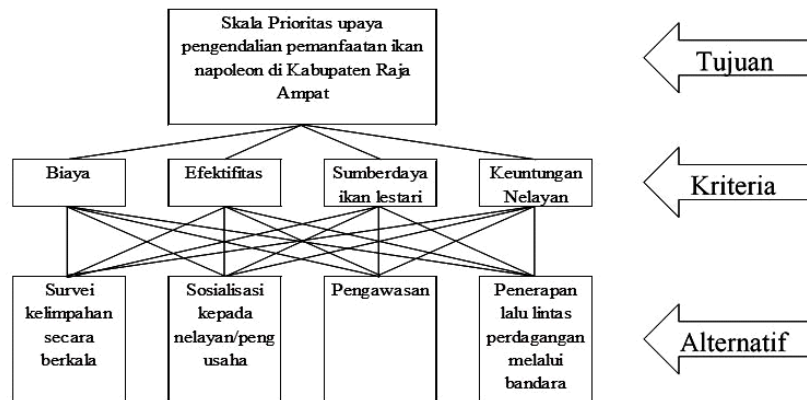 Skala Prioritas upaya
pengendalian pemanfaatan ikan
napoleon di Kabupaten Raja
Ampat
Tujuan
Biaya
Efektifitas
Sumberdaya
ikan lestari
Keuntungan
Nelayan
Kriteria
Survei
kelimpahan
secara
berkala
Sosialisasi
kepada
nelayan/peng
usaha
Pengawasan
Penerapan
lalu lintas
perdagangan
melalui
bandara
Alternatif